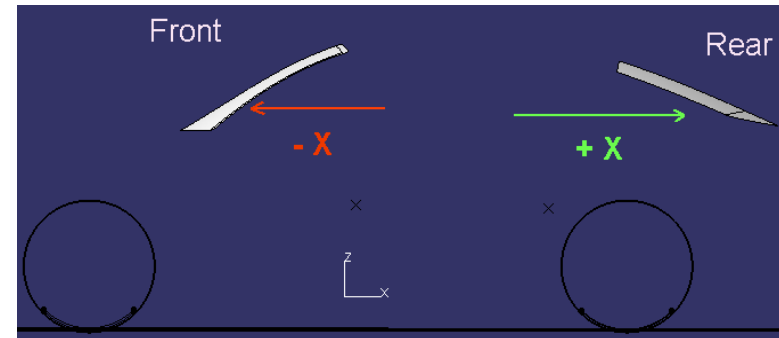 Front
Rear
- X
+ X
z
x